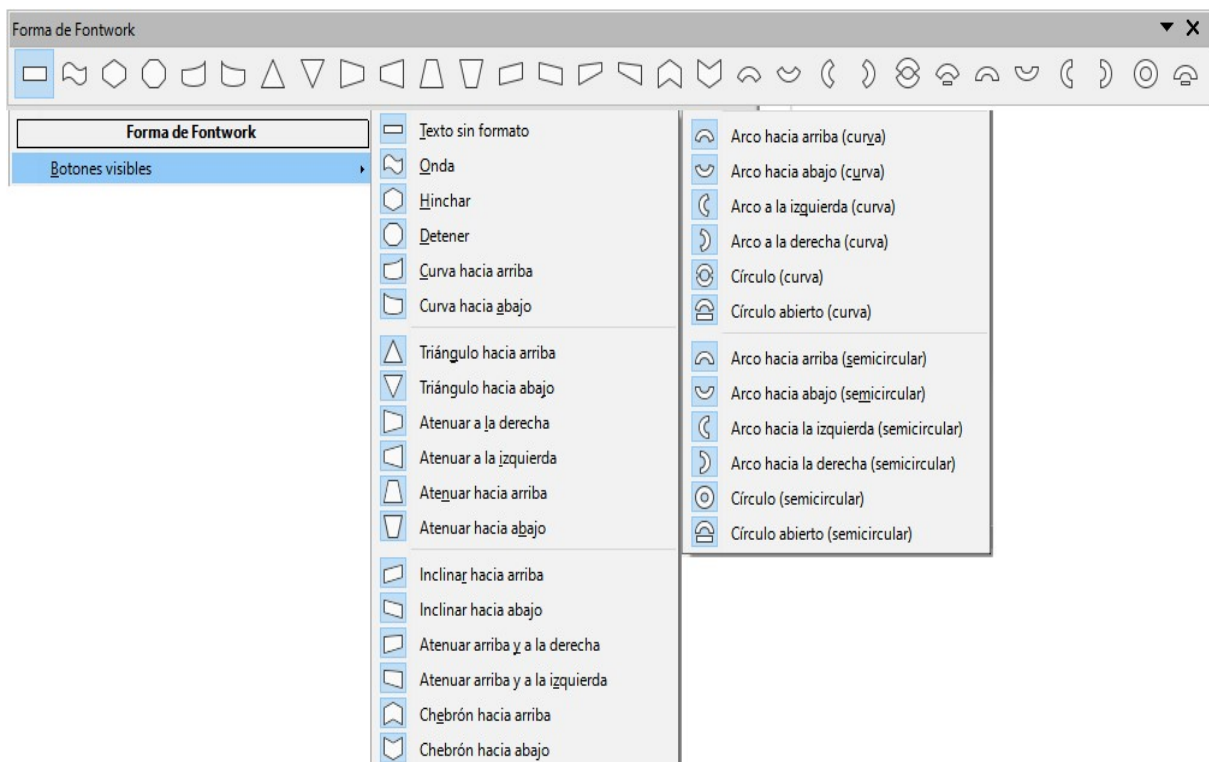 Forma de Fontwork
Forma de Fontwork
Botones visibles
Texto sin formato
Onda
Hinchar
Detener
Curva hacia arriba
Curva hacia abajo
Triángulo hacia arriba
Triángulo hacia abajo
Atenuar a la derecha
Atenuar a la izquierda
Atenuar hacia arriba
Atenuar hacia abajo
Inclinar hacia arriba
Inclinar hacia abajo
Atenuar arriba y a la derecha
Atenuar arriba y a la izquierda
Chebrón hacia arriba
Chebrón hacia abajo
Arco hacia arriba (curva)
Arco hacia abajo (curva)
Arco a la izquierda (curva)
Arco a la derecha (curva)
Círculo (curva)
Círculo abierto (curva)
Arco hacia arriba (semicircular)
Arco hacia abajo (semicircular)
Arco hacia la izquierda (semicircular)
Arco hacia la derecha (semicircular)
Círculo (semicircular)
Círculo abierto (semicircular)